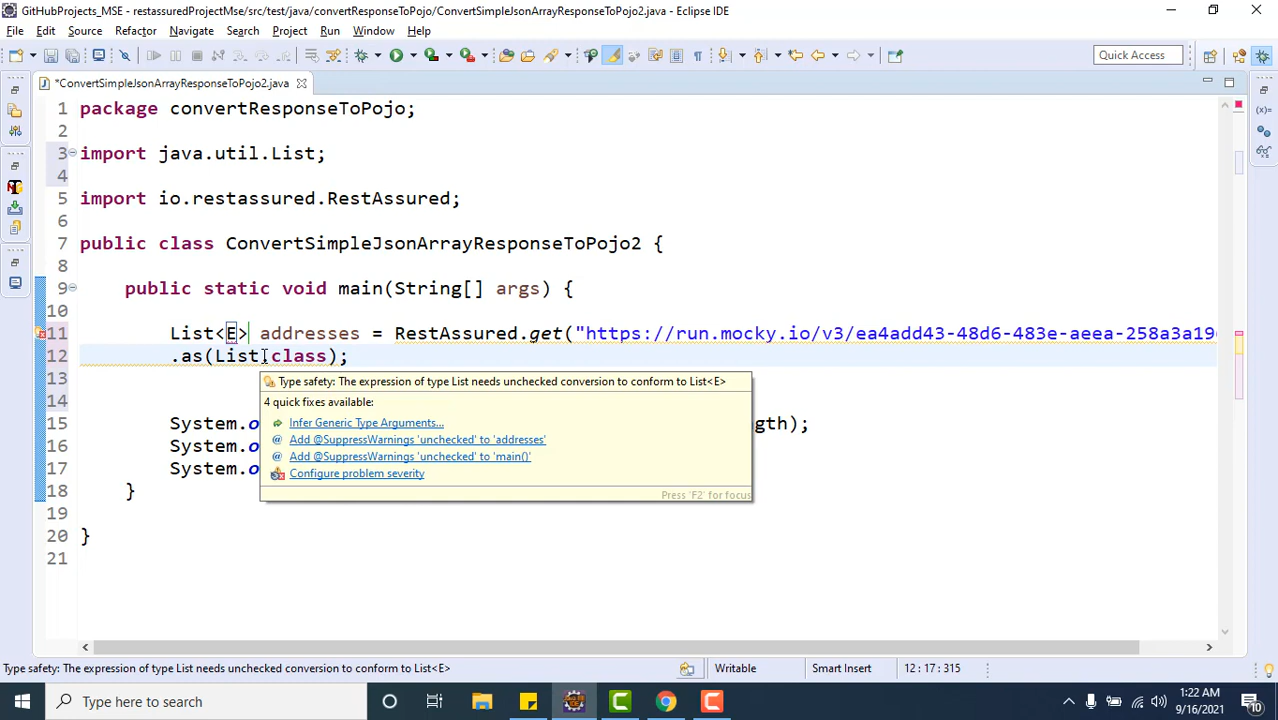 GitHubProjects_MSE - restassuredProjectMse/src/test/java/convertResponseToPojo/ConvertSimpleJsonArrayResponseToPojo2.java - Eclipse IDE
File Edit Source Refactor Navigate Search Project Run Window Help
Quick Access
*ConvertSimpleJsonArrayResponseToPojo2.java
1 package convertResponseToPojo;
2
3 import java.util.List;
4
5 import io.restassured.RestAssured;
6
7 public class ConvertSimpleJsonArrayResponseToPojo2 {
8
9 public static void main(String[] args) {
10
11 List<E> addresses = RestAssured.get("https://run.mocky.io/v3/ea4add43-48d6-483e-aeea-258a3a19
12 .as(List.class);
13
14
15 System.o gth);
16 System.o
17 System.o
18 }
19
20 }
21
Type safety: The expression of type List needs unchecked conversion to conform to List<E>
4 quick fixes available:
Infer Generic Type Arguments...
Add @SuppressWarnings 'unchecked' to 'addresses'
Add @SuppressWarnings 'unchecked' to 'main()'
Configure problem severity
Press 'F2' for focus
Type safety: The expression of type List needs unchecked conversion to conform to List<E> Writable Smart Insert 12 : 17 : 315
Type here to search
1:22 AM
9/16/2021
10